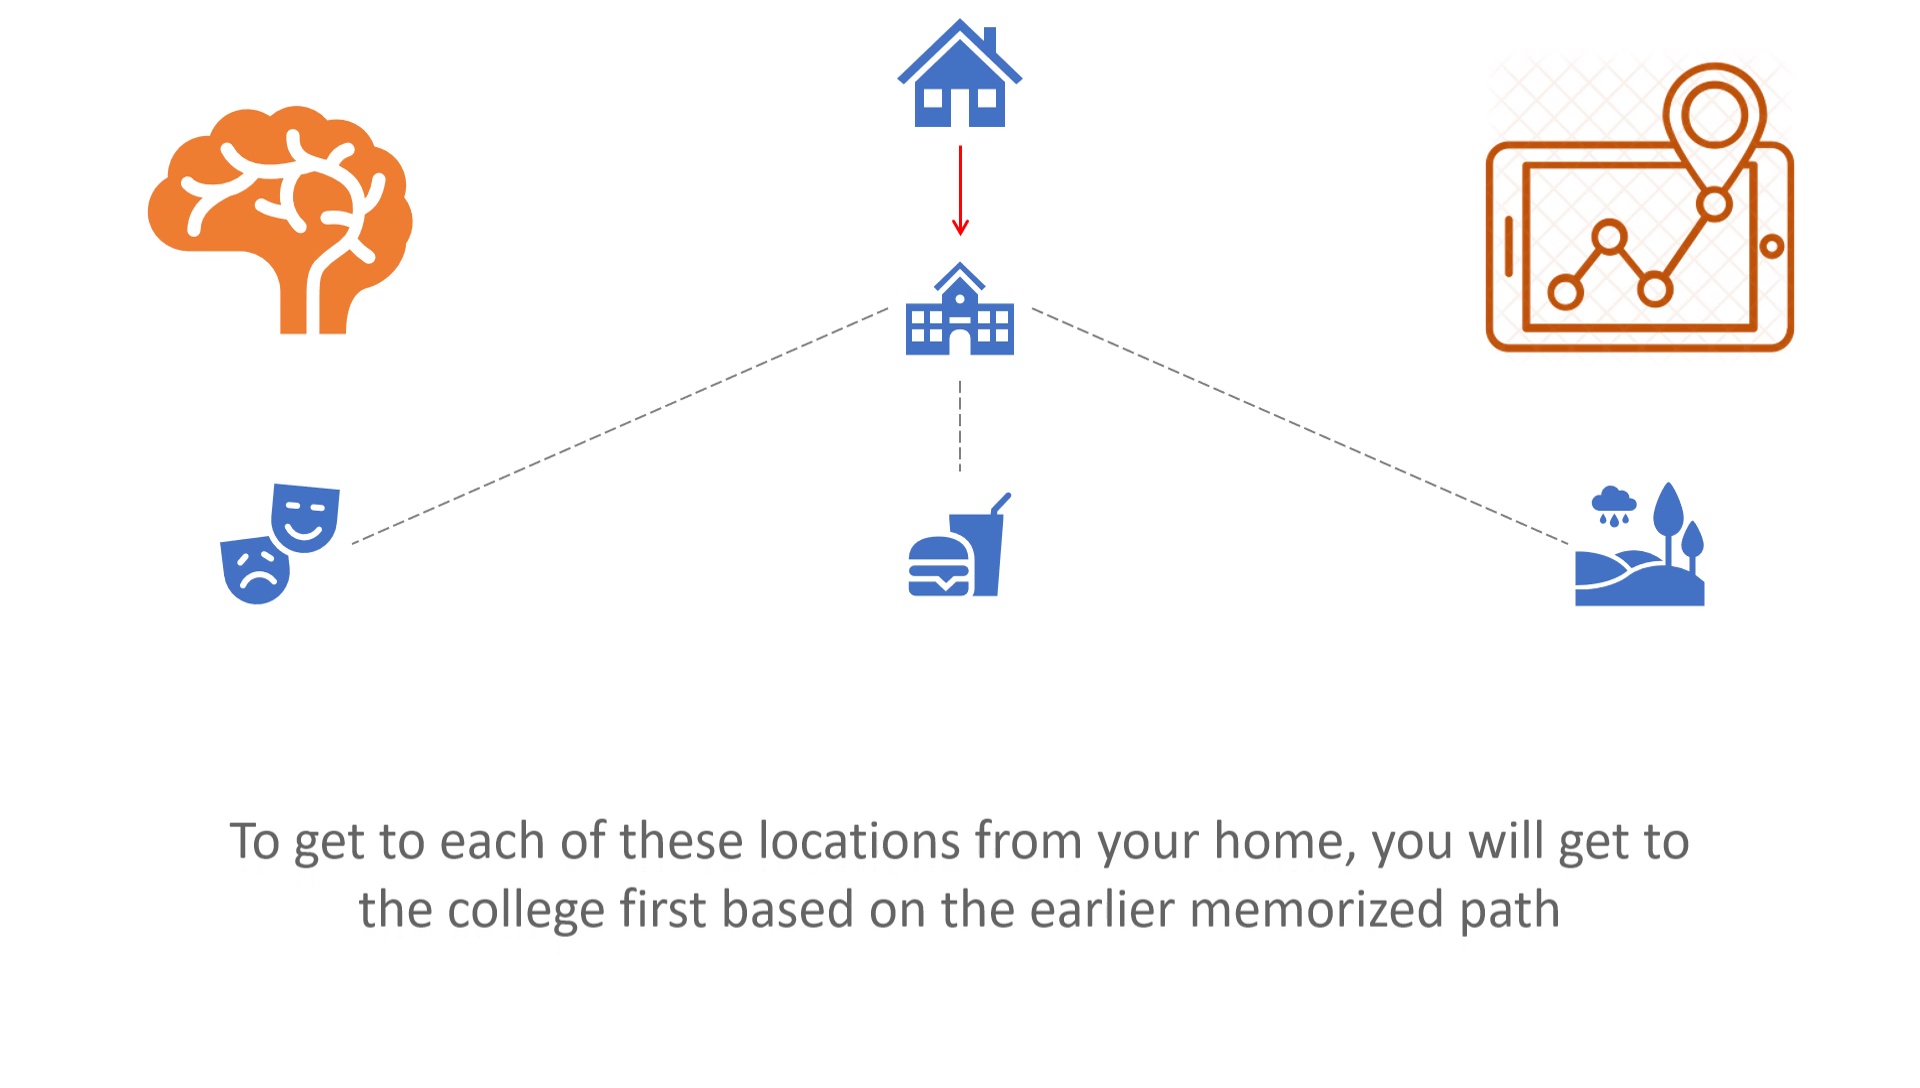 To get to each of these locations from your home, you will get to
the college first based on the earlier memorized path